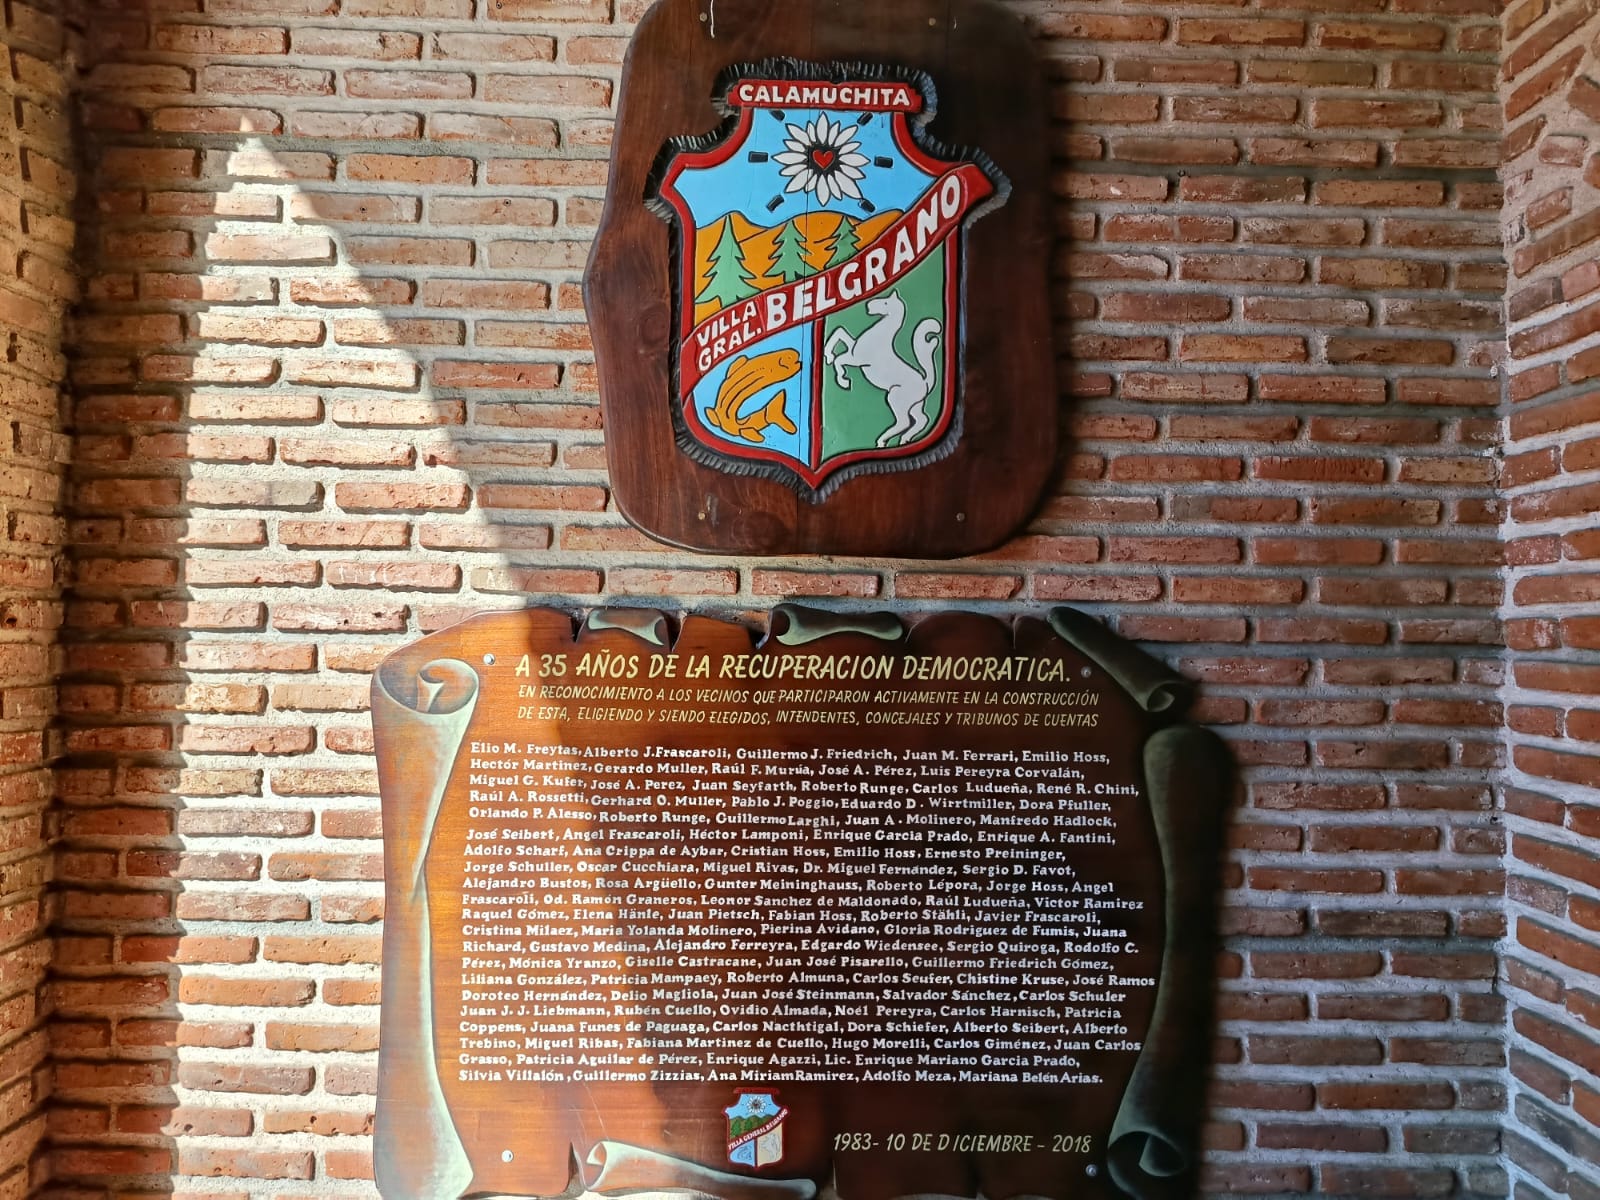 CALAMUCHITA
VILLA
GRAL. BELGRANO
A 35 AÑOS DE LA RECUPERACION DEMOCRATICA.
EN RECONOCIMIENTO A LOS VECINOS QUE PARTICIPARON ACTIVAMENTE EN LA CONSTRUCCIÓN
DE ESTA, ELIGIENDO Y SIENDO ELEGIDOS, INTENDENTES, CONCEJALES Y TRIBUNOS DE CUENTAS
Elio M. Freytas, Alberto J. Frascaroli, Guillermo J. Friedrich, Juan M. Ferrari, Emilio Hoss,
Hectór Martinez, Gerardo Muller, Raúl F. Murúa, José A. Pérez, Luis Pereyra Corvalán,
Miguel G. Kufer, José A. Perez, Juan Seyfarth, Roberto Runge, Carlos Ludueña, René R. Chini,
Raúl A. Rossetti, Gerhard O. Muller, Pablo J. Poggio, Eduardo D. Wirrtmiller, Dora Pfuller,
Orlando P. Alesso, Roberto Runge, Guillermo Larghi, Juan A. Molinero, Manfredo Hadlock,
José Seibert, Angel Frascaroli, Héctor Lamponi, Enrique Garcia Prado, Enrique A. Fantini,
Adolfo Scharf, Ana Crippa de Aybar, Cristian Hoss, Emilio Hoss, Ernesto Preininger,
Jorge Schuller, Oscar Cucchiara, Miguel Rivas, Dr. Miguel Fernández, Sergio D. Favot,
Alejandro Bustos, Rosa Argüello, Gunter Meininghauss, Roberto Lépora, Jorge Hoss, Angel
Frascaroli, Od. Ramón Graneros, Leonor Sanchez de Maldonado, Raúl Ludueña, Victor Ramirez
Raquel Gómez, Elena Hänle, Juan Pietsch, Fabian Hoss, Roberto Stähli, Javier Frascaroli,
Cristina Milaez, Maria Yolanda Molinero, Pierina Avidano, Gloria Rodriguez de Fumis, Juana
Richard, Gustavo Medina, Alejandro Ferreyra, Edgardo Wiedensee, Sergio Quiroga, Rodolfo C.
Pérez, Mónica Yranzo, Giselle Castracane, Juan José Pisarello, Guillermo Friedrich Gómez,
Liliana González, Patricia Mampaey, Roberto Almuna, Carlos Seufer, Chistine Kruse, José Ramos
Doroteo Hernández, Delio Magliola, Juan José Steinmann, Salvador Sánchez, Carlos Schuler
Juan J. J. Liebmann, Rubén Cuello, Ovidio Almada, Noél Pereyra, Carlos Harnisch, Patricia
Coppens, Juana Funes de Paguaga, Carlos Nacthtigal, Dora Schiefer, Alberto Seibert, Alberto
Trebino, Miguel Ribas, Fabiana Martinez de Cuello, Hugo Morelli, Carlos Giménez, Juan Carlos
Grasso, Patricia Aguilar de Pérez, Enrique Agazzi, Lic. Enrique Mariano Garcia Prado,
Silvia Villalón, Guillermo Zizzias, Ana Miriam Ramirez, Adolfo Meza, Mariana Belén Arias.
VILLA GENERAL BELGRANO
1983- 10 DE DICIEMBRE - 2018